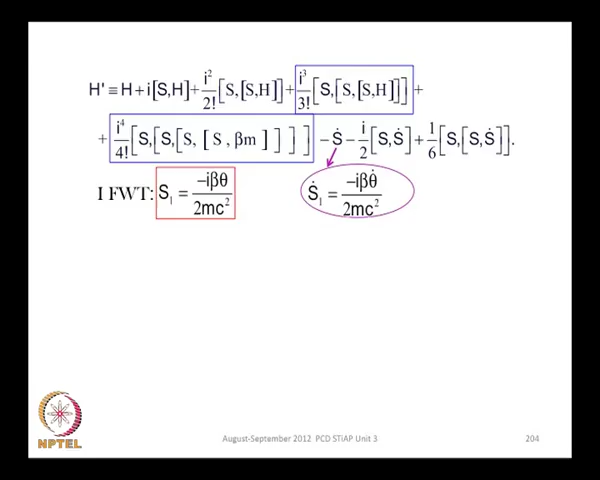 H' ≡ H + i[S,H] + i²/2! [S,[S,H]] + i³/3! [S,[S,[S,H]]] +
+ i⁴/4! [S,[S,[S,[S,βm]]]] − Ṡ − i/2 [S,Ṡ] + 1/6 [S,[S,Ṡ]].
I FWT: S₁ = −iβθ/2mc² Ṡ₁ = −iβθ̇/2mc²
NPTEL
August-September 2012 PCD STiAP Unit 3 204